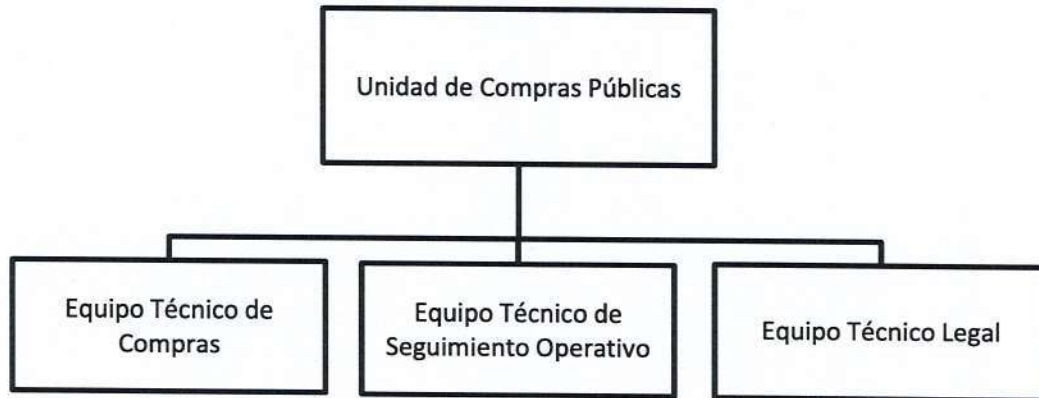 Unidad de Compras Públicas
Equipo Técnico de
Compras
Equipo Técnico de
Seguimiento Operativo
Equipo Técnico Legal